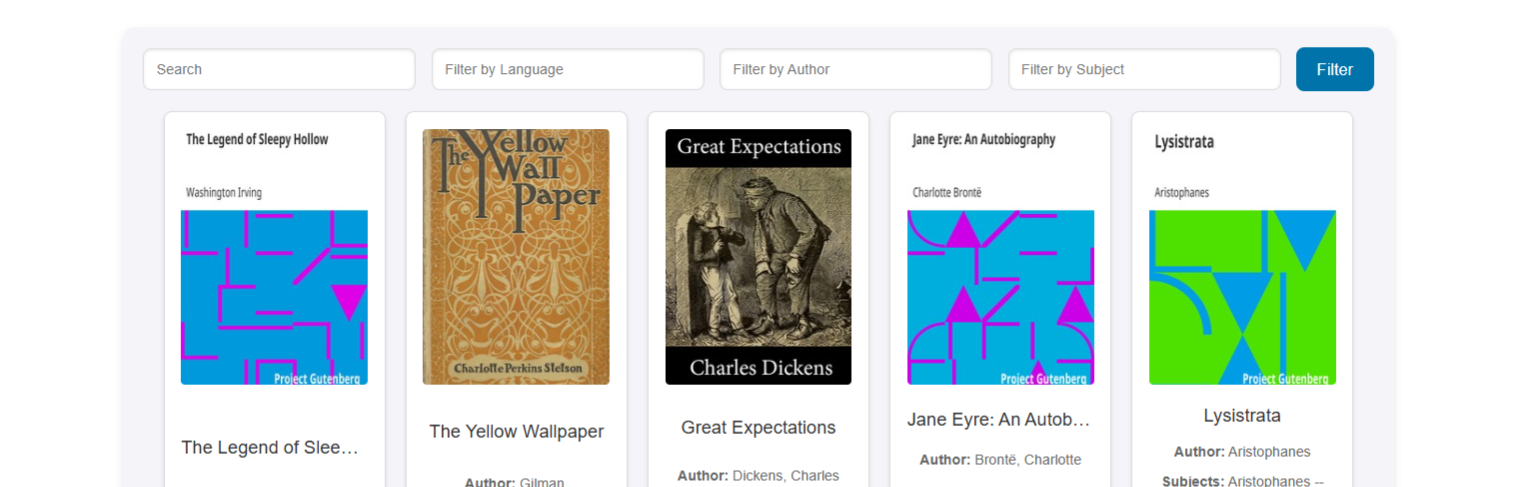 Search
Filter by Language
Filter by Author
Filter by Subject
Filter
The Legend of Sleepy Hollow
Washington Irving
Project Gutenberg
The Legend of Slee...
The Yellow
Wall
Paper
Charlotte Perkins Stetson
The Yellow Wallpaper
Author: Gilman
Great Expectations
Charles Dickens
Great Expectations
Author: Dickens, Charles
Jane Eyre: An Autobiography
Charlotte Brontë
Project Gutenberg
Jane Eyre: An Autob...
Author: Brontë, Charlotte
Lysistrata
Aristophanes
Project Gutenberg
Lysistrata
Author: Aristophanes
Subjects: Aristophanes --